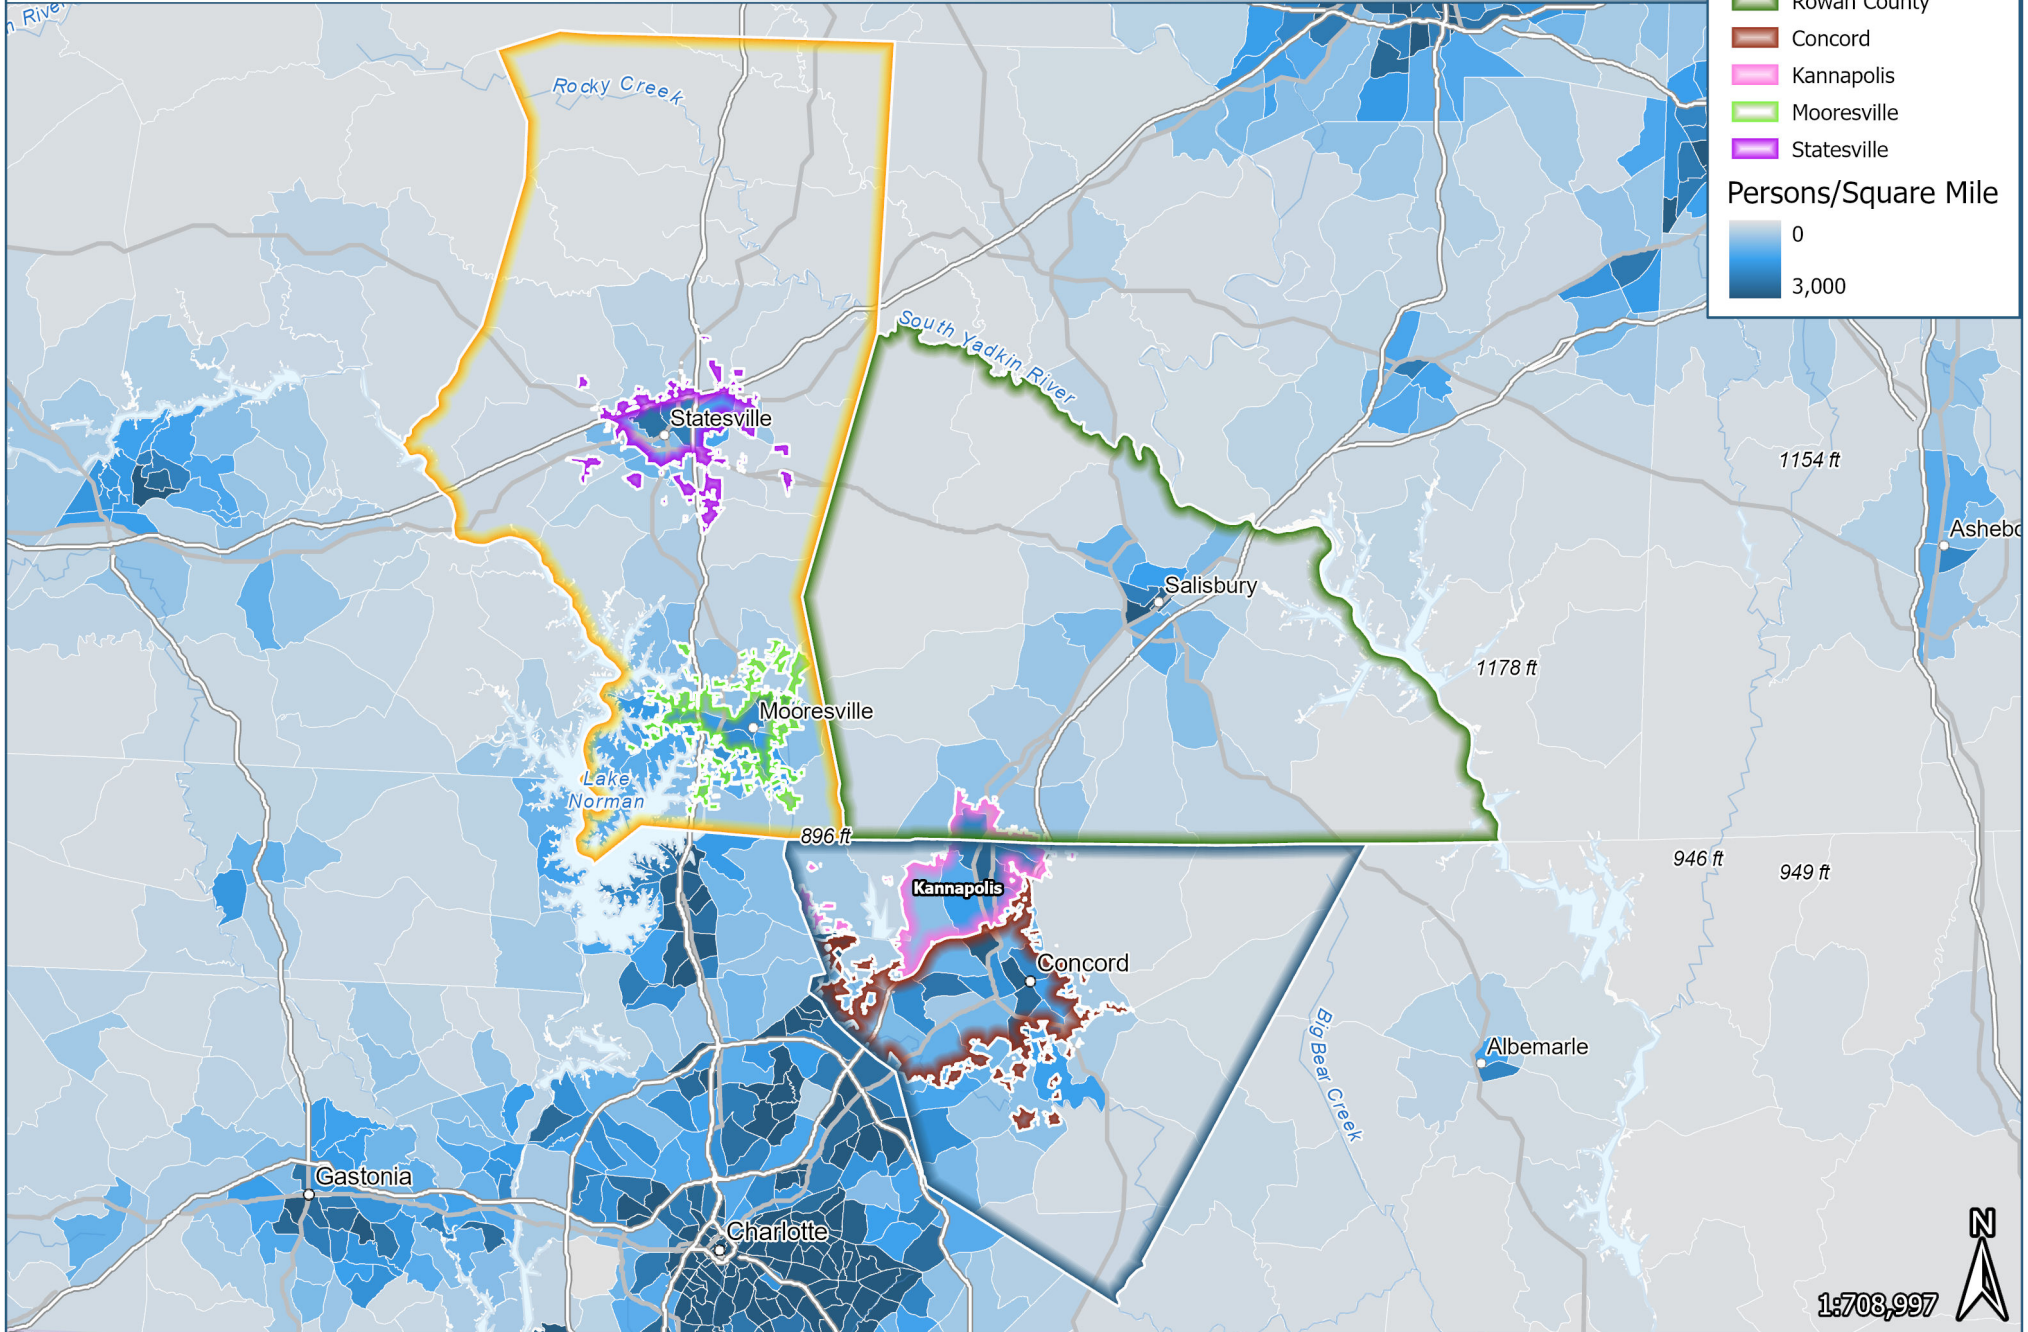 n River
Rowan County
Concord
Kannapolis
Mooresville
Statesville
Persons/Square Mile
0
3,000
Rocky Creek
South Yadkin River
Statesville
1154 ft
Ashebo
Salisbury
1178 ft
Mooresville
Lake
Norman
896 ft
946 ft
949 ft
Kannapolis
Concord
Big Bear Creek
Albemarle
Gastonia
Charlotte
N
1:708,997